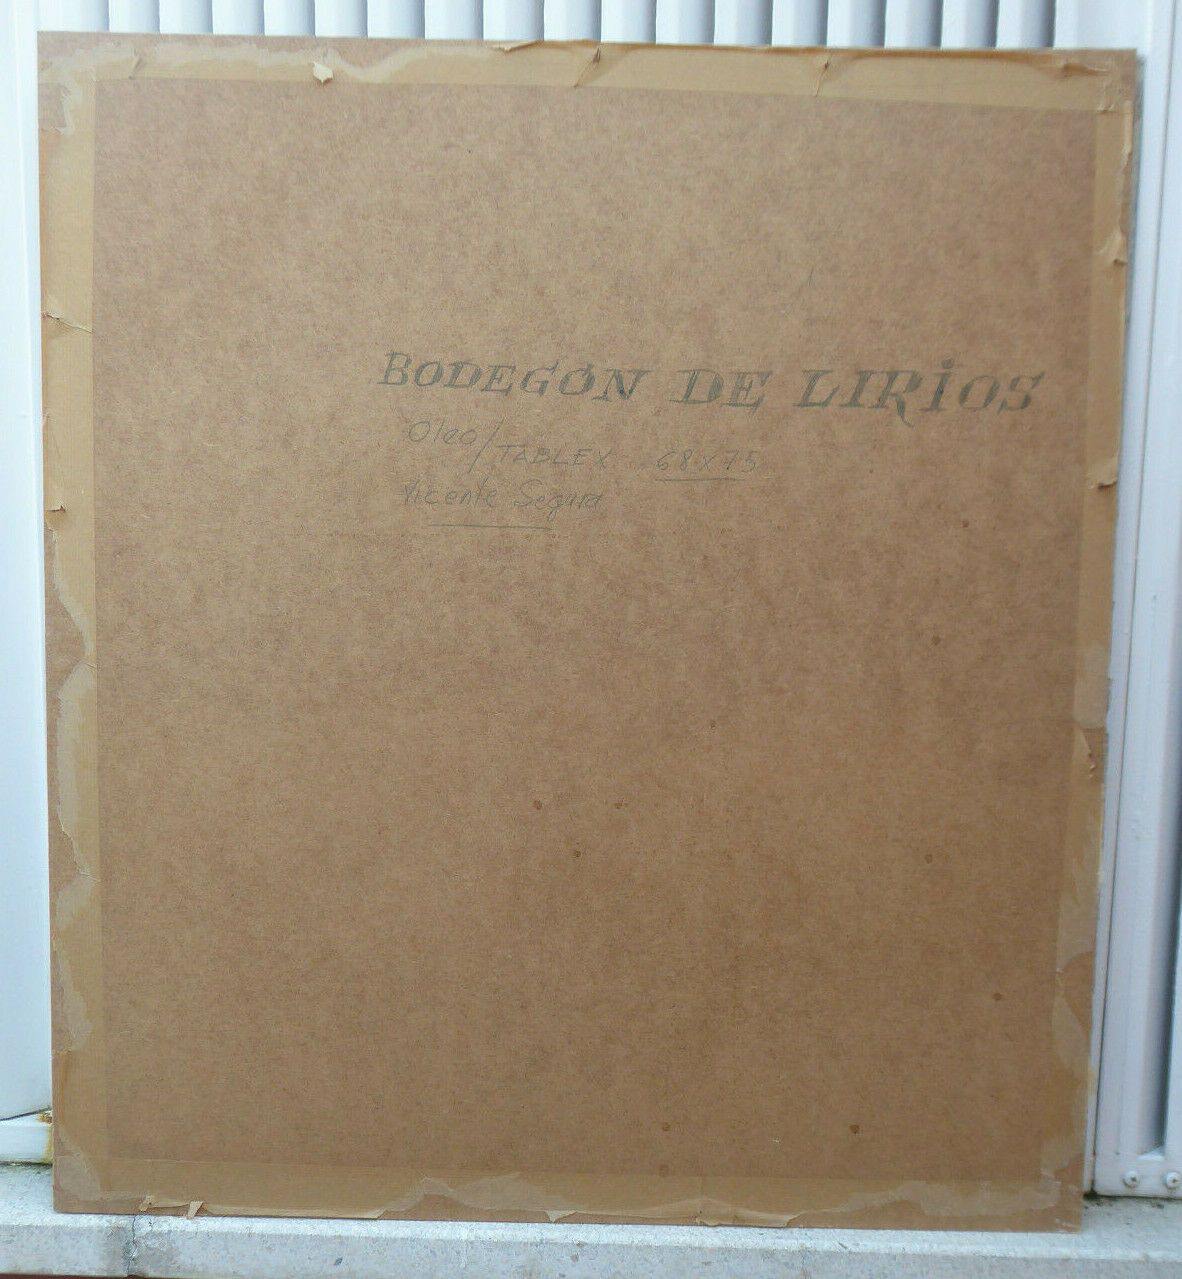 BODEGÓN DE LIRIOS
Oleo/TABLEX 68X75
Vicente Segura